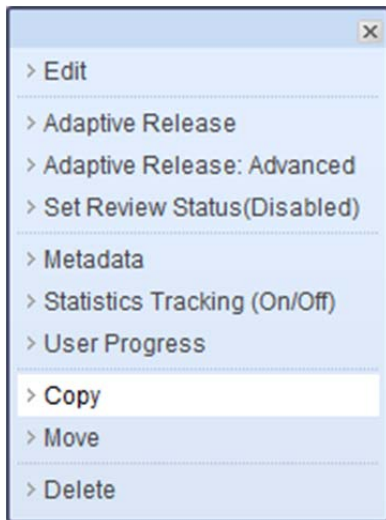 Edit
Adaptive Release
Adaptive Release: Advanced
Set Review Status(Disabled)
Metadata
Statistics Tracking (On/Off)
User Progress
Copy
Move
Delete